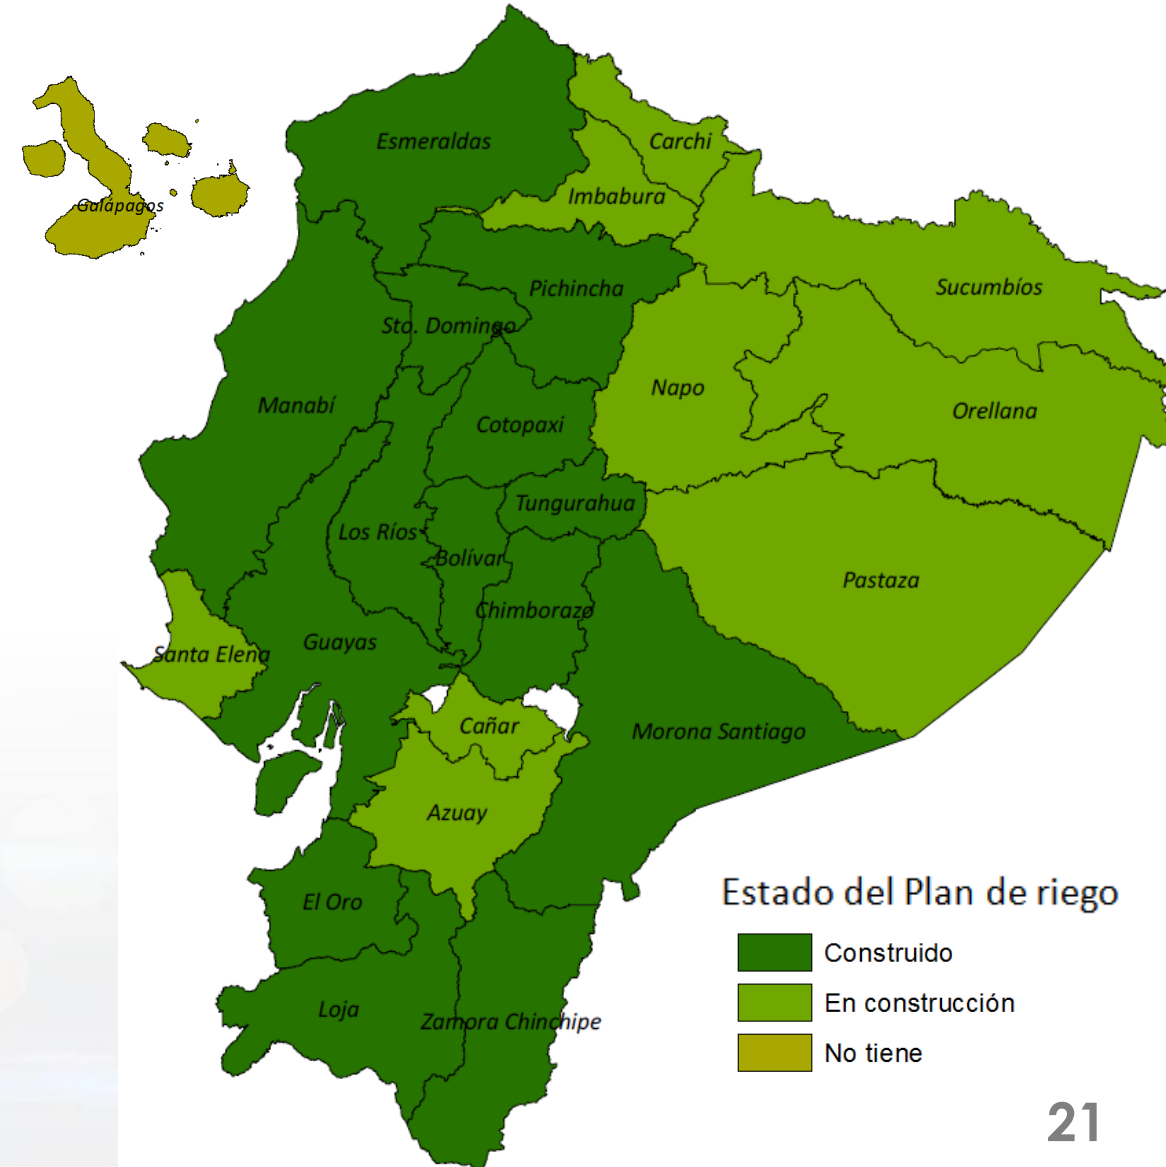 Esmeraldas
Carchi
Imbabura
Galápagos
Pichincha
Sucumbíos
Sto. Domingo
Napo
Manabí
Orellana
Cotopaxi
Tungurahua
Los Ríos
Bolívar
Pastaza
Chimborazo
Guayas
Santa Elena
Cañar
Morona Santiago
Azuay
El Oro
Loja
Zamora Chinchipe
Estado del Plan de riego
Construido
En construcción
No tiene
21